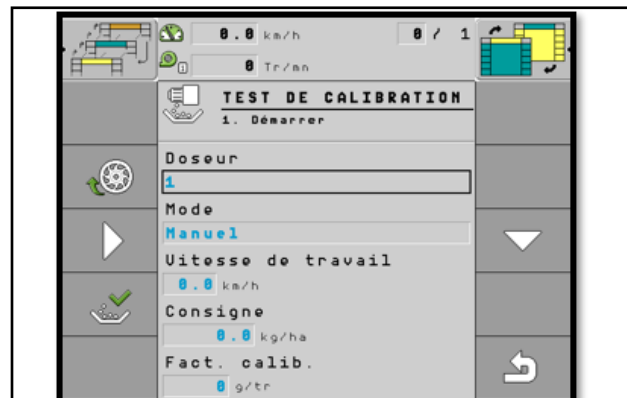 0.0 km/h 0 / 1
0 Tr/mn
TEST DE CALIBRATION
1. Démarrer
Doseur
1
Mode
Manuel
Vitesse de travail
0.0 km/h
Consigne
0.0 kg/ha
Fact. calib.
0 g/tr